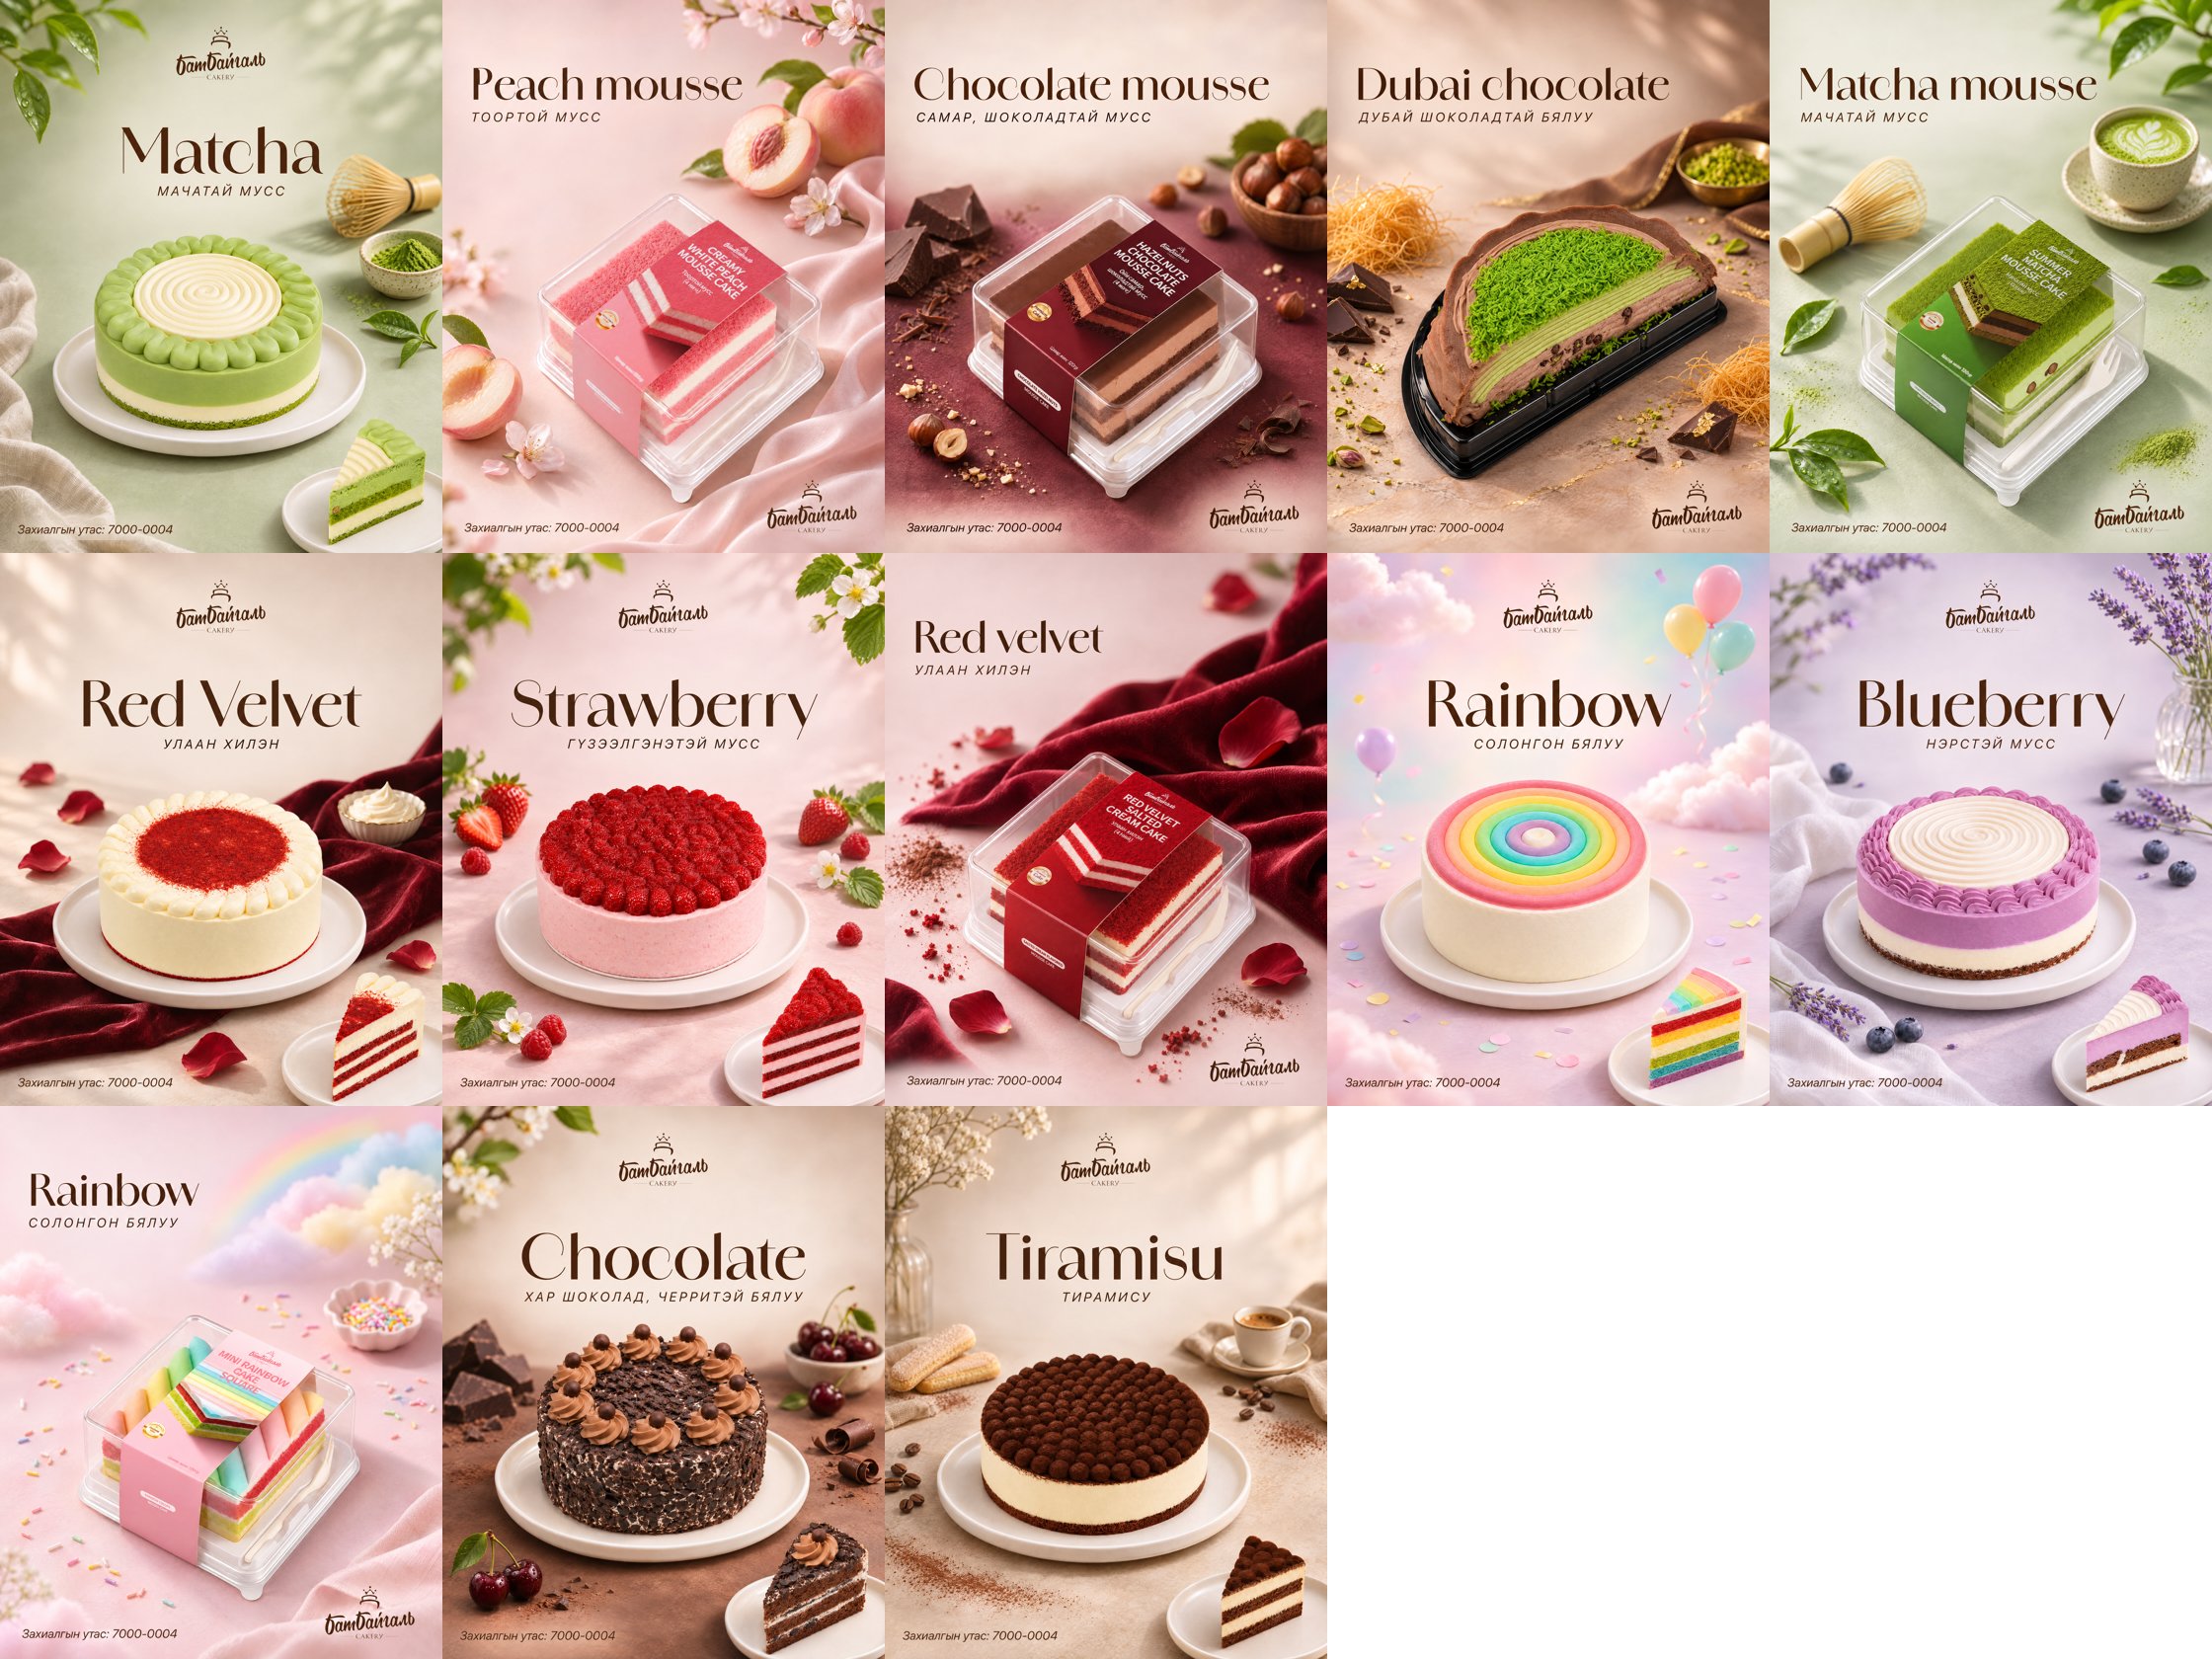 БатБайгаль
CAKERY
Matcha
МАЧАТАЙ МУСС
Захиалгын утас: 7000-0004
Peach mousse
ТООРТОЙ МУСС
CREAMY
WHITE PEACH
MOUSSE CAKE
Захиалгын утас: 7000-0004
БатБайгаль
CAKERY
Chocolate mousse
САМАР, ШОКОЛАДТАЙ МУСС
HAZELNUTS
CHOCOLATE
MOUSSE CAKE
Захиалгын утас: 7000-0004
БатБайгаль
CAKERY
Dubai chocolate
ДУБАЙ ШОКОЛАДТАЙ БЯЛУУ
Захиалгын утас: 7000-0004
БатБайгаль
CAKERY
Matcha mousse
МАЧАТАЙ МУСС
SUMMER
MATCHA
MOUSSE CAKE
Захиалгын утас: 7000-0004
БатБайгаль
CAKERY
БатБайгаль
CAKERY
Red Velvet
УЛААН ХИЛЭН
Захиалгын утас: 7000-0004
БатБайгаль
CAKERY
Strawberry
ГҮЗЭЭЛГЭНЭТЭЙ МУСС
Захиалгын утас: 7000-0004
Red velvet
УЛААН ХИЛЭН
RED VELVET
SALTED
CREAM CAKE
Захиалгын утас: 7000-0004
БатБайгаль
CAKERY
БатБайгаль
CAKERY
Rainbow
СОЛОНГОН БЯЛУУ
Захиалгын утас: 7000-0004
БатБайгаль
CAKERY
Blueberry
НЭРСТЭЙ МУСС
Захиалгын утас: 7000-0004
Rainbow
СОЛОНГОН БЯЛУУ
MINI RAINBOW
CAKE
SQUARE
Захиалгын утас: 7000-0004
БатБайгаль
CAKERY
БатБайгаль
CAKERY
Chocolate
ХАР ШОКОЛАД, ЧЕРРИТЭЙ БЯЛУУ
Захиалгын утас: 7000-0004
БатБайгаль
CAKERY
Tiramisu
ТИРАМИСУ
Захиалгын утас: 7000-0004